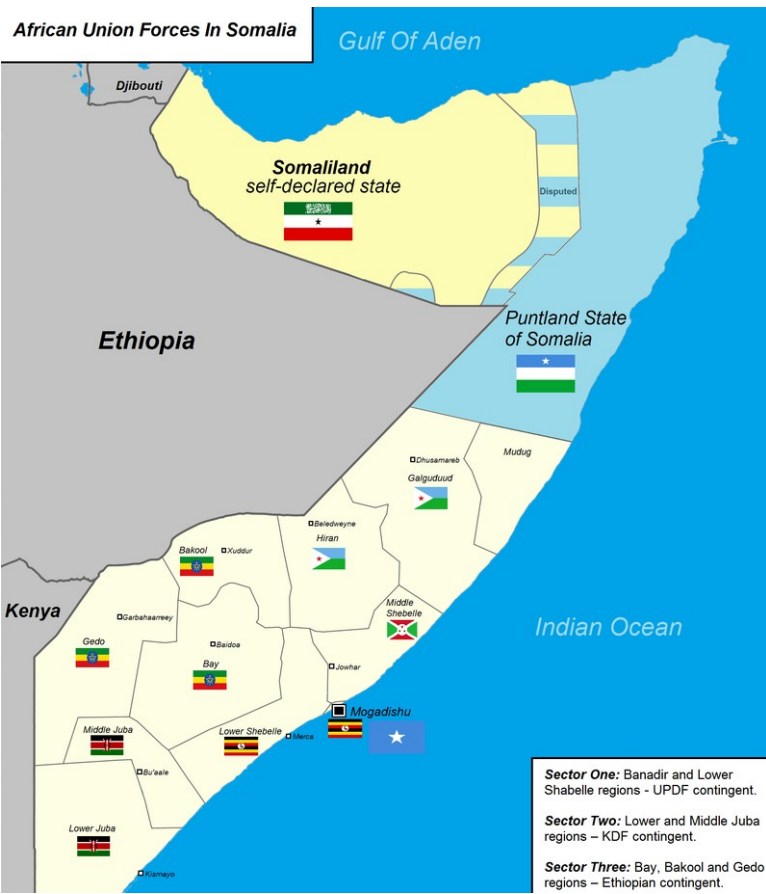 African Union Forces In Somalia
Gulf Of Aden
Djibouti
Somaliland
self-declared state
Disputed
Ethiopia
Puntland State
of Somalia
Mudug
Dhusamareb
Galguduud
Beledweyne
Hiran
Bakool
Xuddur
Kenya
Garbahaarreey
Middle
Shebelle
Indian Ocean
Gedo
Baidoa
Bay
Jowhar
Mogadishu
Middle Juba
Lower Shebelle
Merca
Bu'aale
Lower Juba
Kismayo
Sector One: Banadir and Lower
Shabelle regions - UPDF contingent.
Sector Two: Lower and Middle Juba
regions – KDF contingent.
Sector Three: Bay, Bakool and Gedo
regions – Ethiopian contingent.